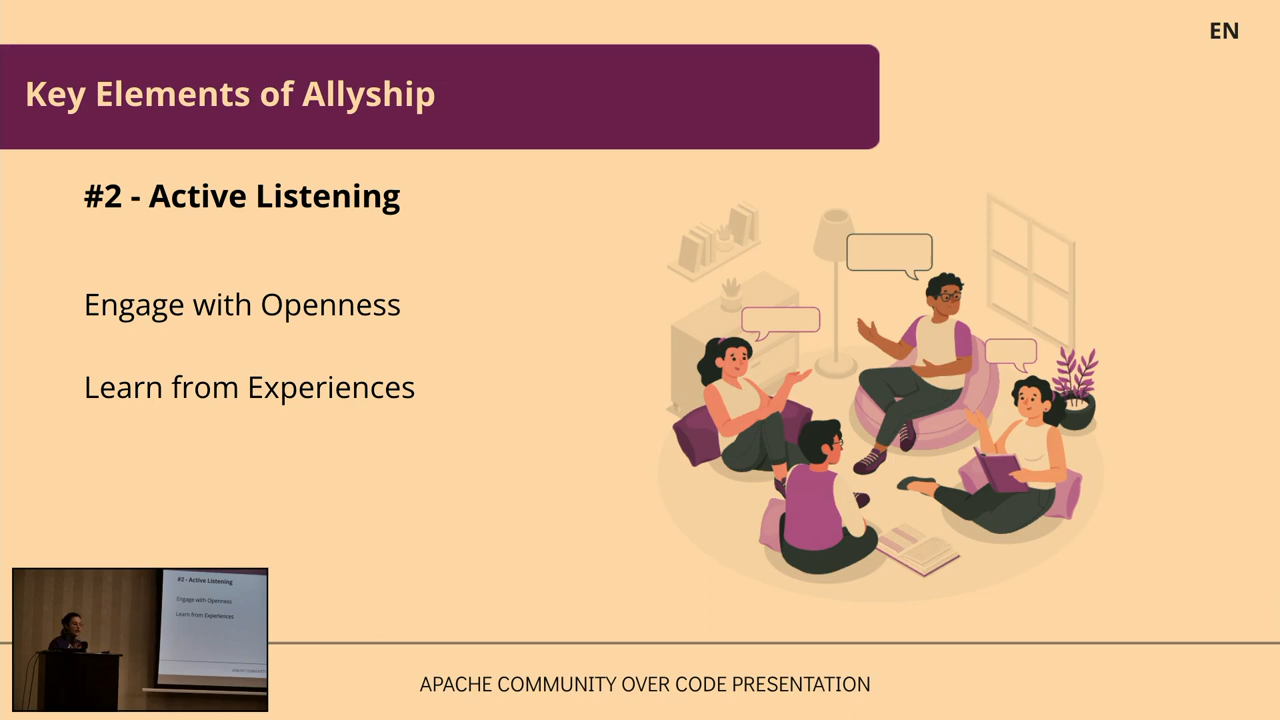 EN
Key Elements of Allyship
#2 - Active Listening
Engage with Openness
Learn from Experiences
#2 - Active Listening
Engage with Openness
Learn from Experiences
APACHE COMMUNITY OVER CODE PRESENTATION